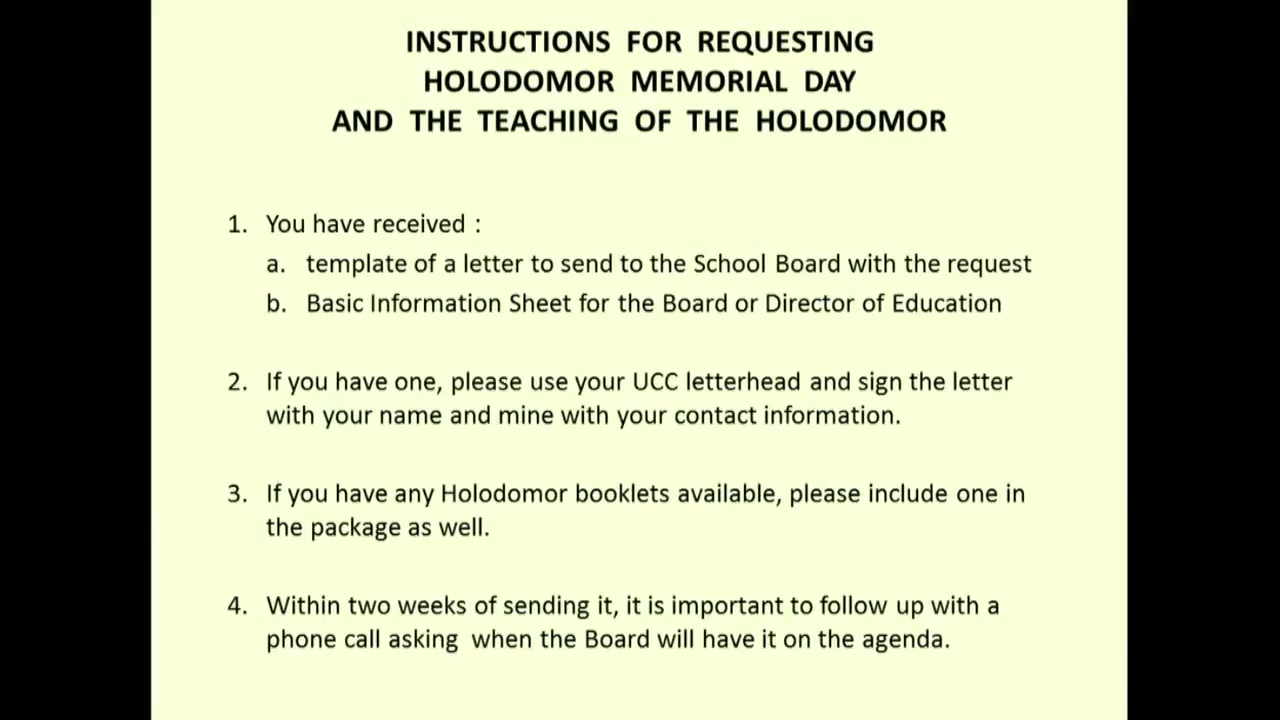 INSTRUCTIONS FOR REQUESTING
HOLODOMOR MEMORIAL DAY
AND THE TEACHING OF THE HOLODOMOR
1. You have received :
a. template of a letter to send to the School Board with the request
b. Basic Information Sheet for the Board or Director of Education
2. If you have one, please use your UCC letterhead and sign the letter
with your name and mine with your contact information.
3. If you have any Holodomor booklets available, please include one in
the package as well.
4. Within two weeks of sending it, it is important to follow up with a
phone call asking when the Board will have it on the agenda.